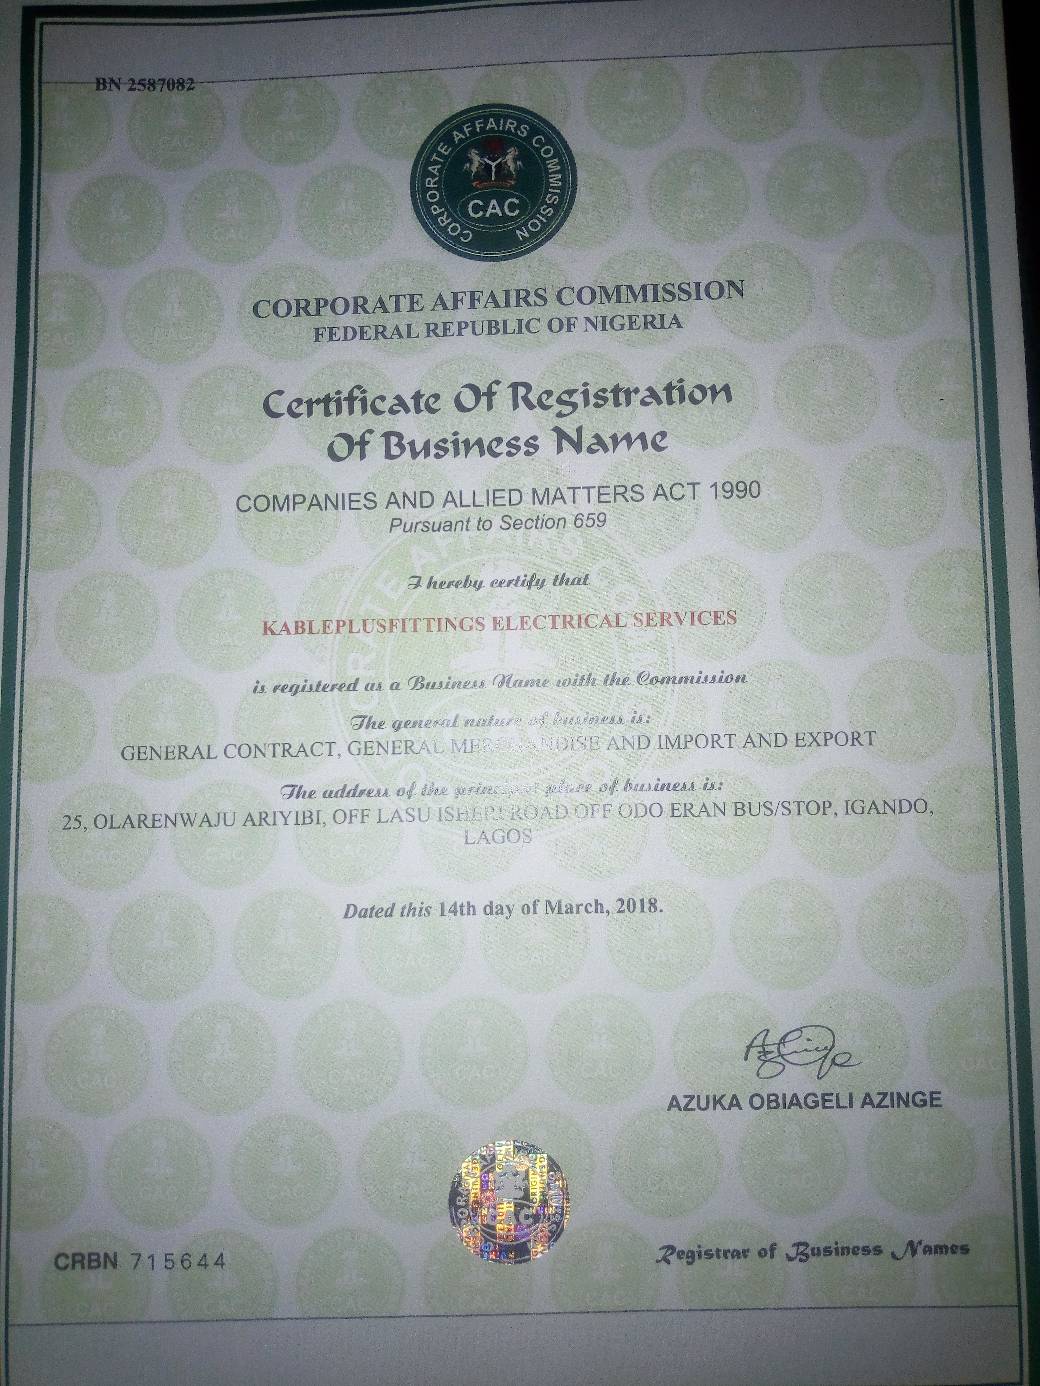 BN 2587082
CORPORATE AFFAIRS COMMISSION
CAC
CORPORATE AFFAIRS COMMISSION
FEDERAL REPUBLIC OF NIGERIA
Certificate Of Registration
Of Business Name
COMPANIES AND ALLIED MATTERS ACT 1990
Pursuant to Section 659
I hereby certify that
KABLEPLUSFITTINGS ELECTRICAL SERVICES
is registered as a Business Name with the Commission
The general nature of business is:
GENERAL CONTRACT, GENERAL MERCHANDISE AND IMPORT AND EXPORT
The address of the principal place of business is:
25, OLARENWAJU ARIYIBI, OFF LASU ISHERI ROAD OFF ODO ERAN BUS/STOP, IGANDO,
LAGOS
Dated this 14th day of March, 2018.
AZUKA OBIAGELI AZINGE
CAC
CRBN 715644
Registrar of Business Names